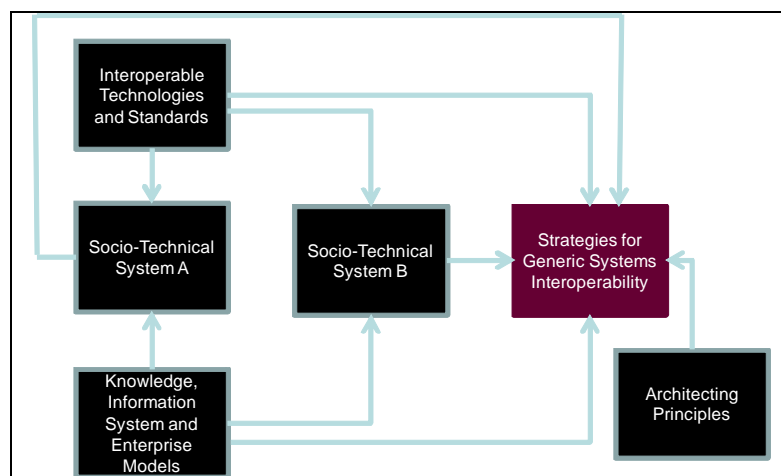 Interoperable
Technologies
and Standards
Socio-Technical
System A
Socio-Technical
System B
Strategies for
Generic Systems
Interoperability
Knowledge,
Information
System and
Enterprise
Models
Architecting
Principles